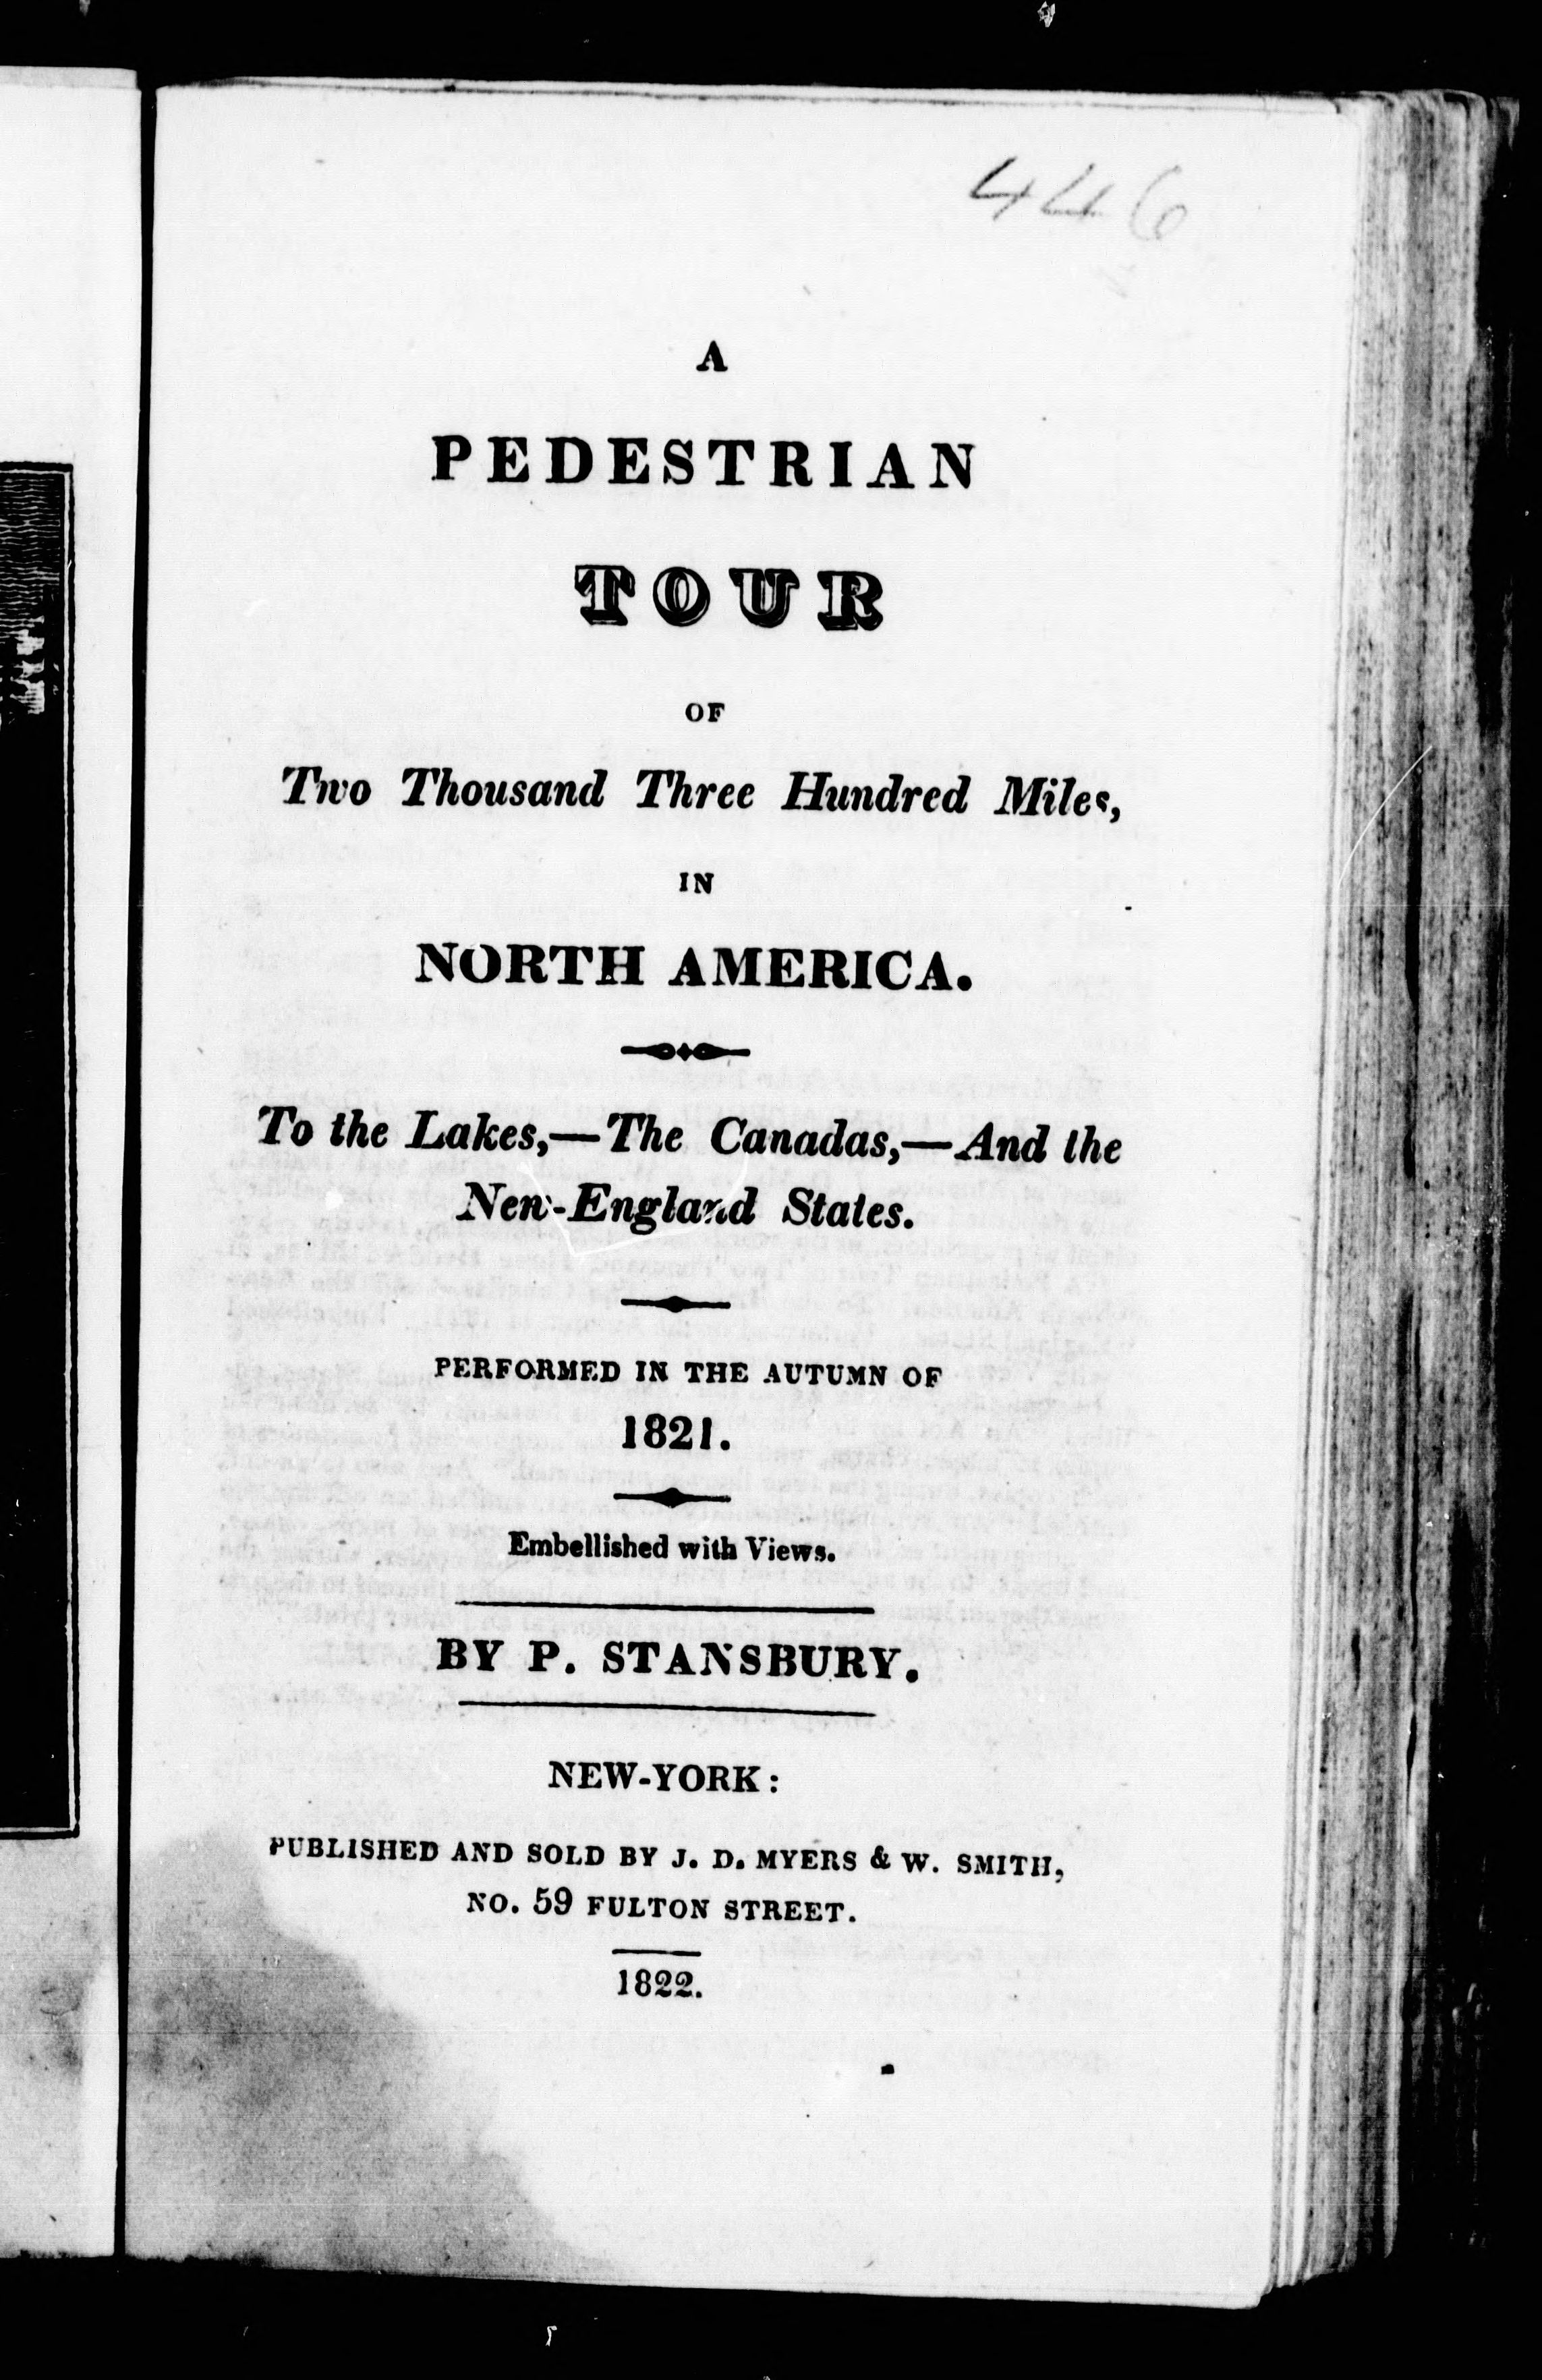 446
A
PEDESTRIAN
TOUR
OF
Two Thousand Three Hundred Miles,
IN
NORTH AMERICA.
To the Lakes,—The Canadas,—And the
New-England States.
PERFORMED IN THE AUTUMN OF
1821.
Embellished with Views.
BY P. STANSBURY.
NEW-YORK:
PUBLISHED AND SOLD BY J. D. MYERS & W. SMITH,
NO. 59 FULTON STREET.
1822.